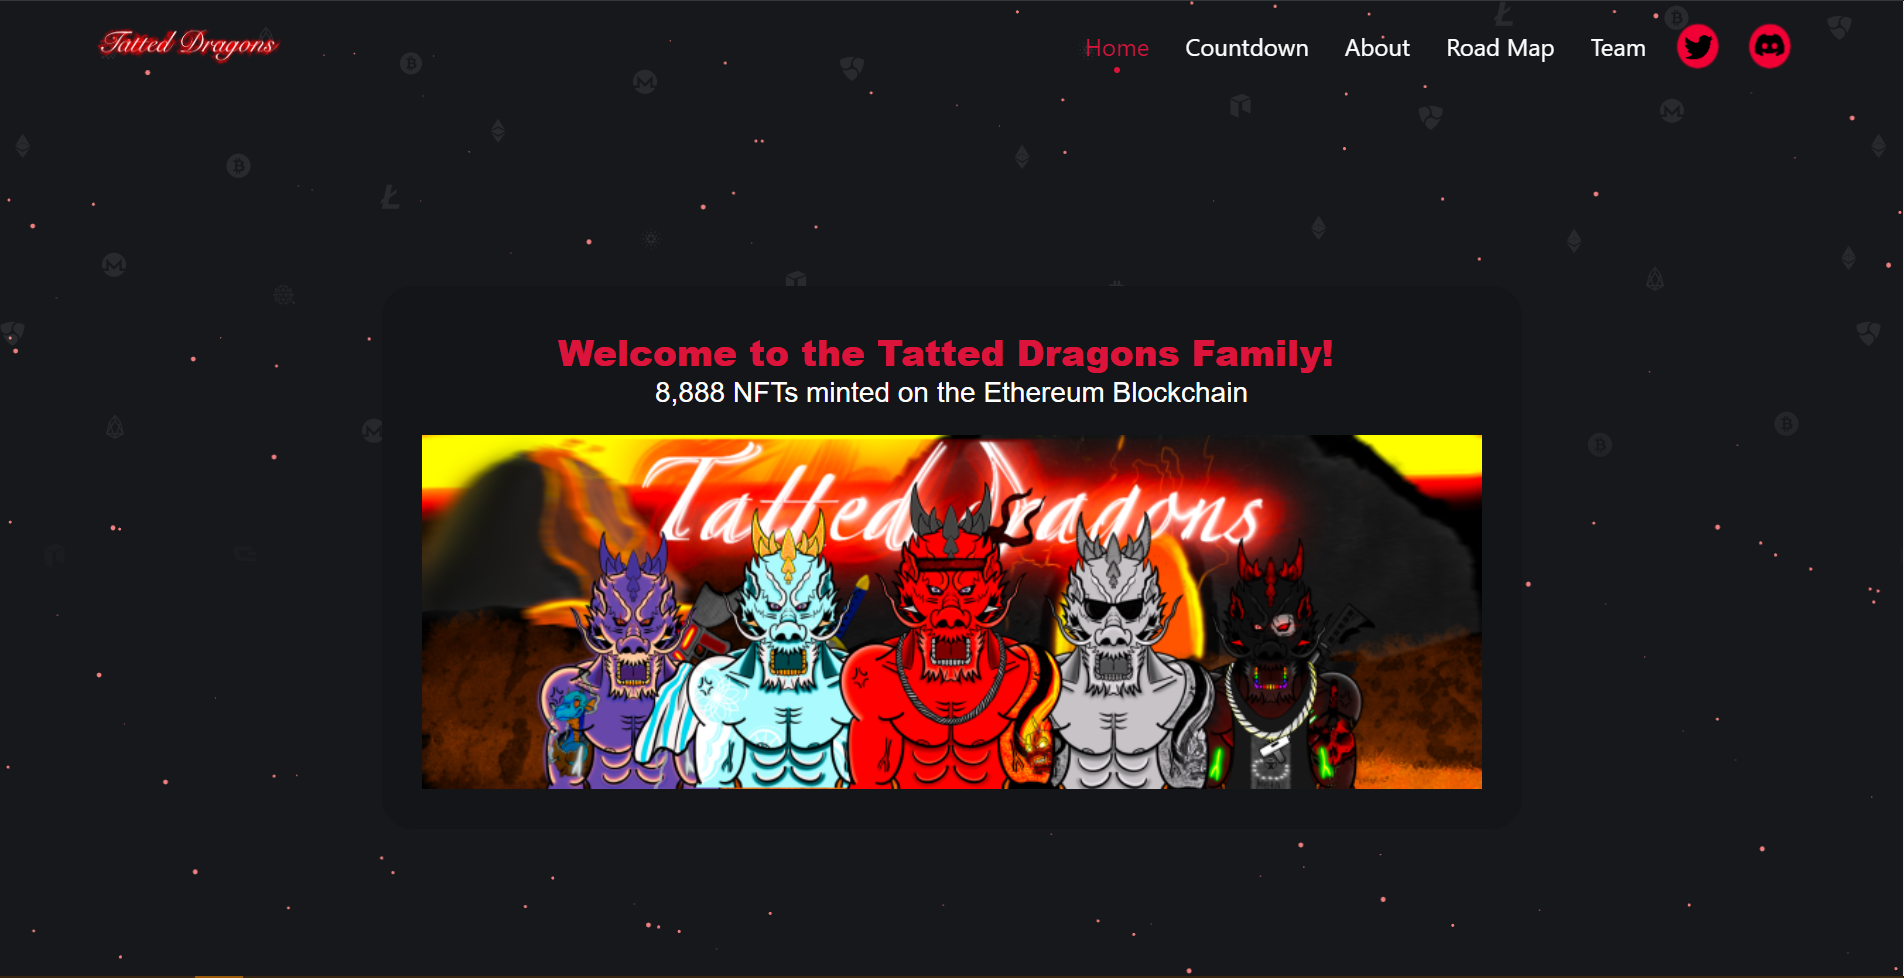 Tatted Dragons
Home Countdown About Road Map Team
Welcome to the Tatted Dragons Family!
8,888 NFTs minted on the Ethereum Blockchain
Tatted Dragons